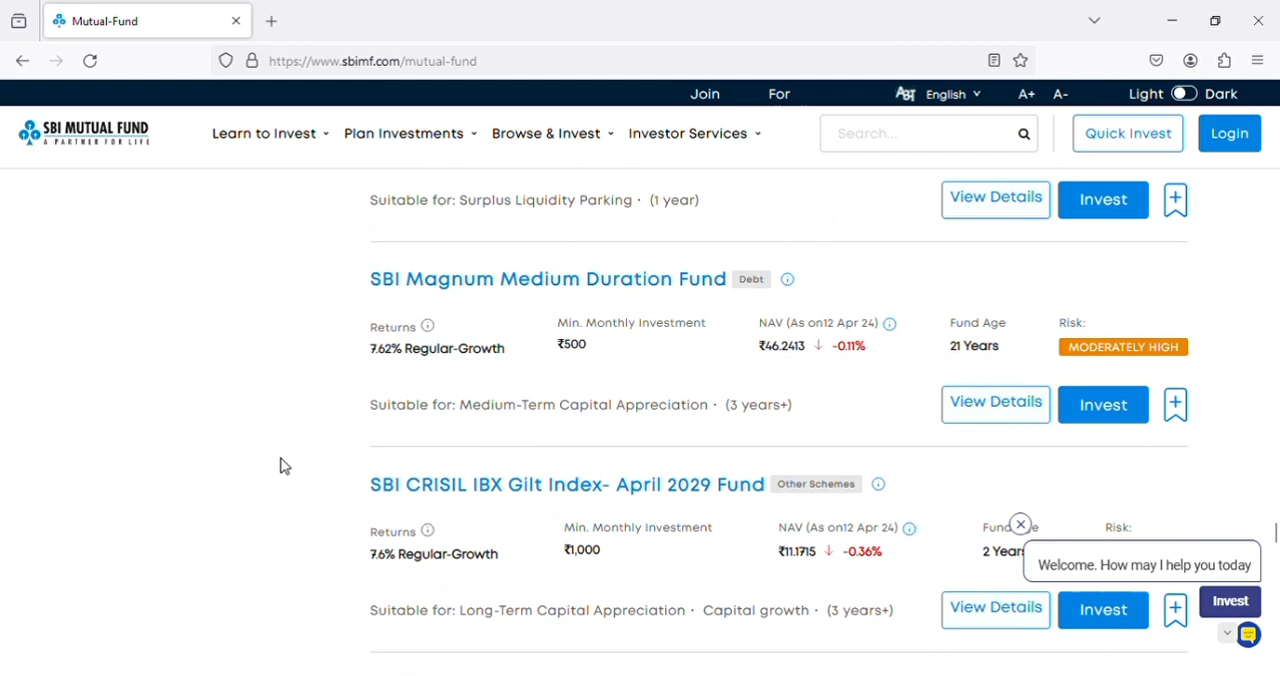 Mutual-Fund
https://www.sbimf.com/mutual-fund
Join For English A+ A- Light Dark
SBI MUTUAL FUND
A PARTNER FOR LIFE
Learn to Invest Plan Investments Browse & Invest Investor Services Search... Quick Invest Login
Suitable for: Surplus Liquidity Parking · (1 year) View Details Invest
SBI Magnum Medium Duration Fund Debt
Returns Min. Monthly Investment NAV (As on12 Apr 24) Fund Age Risk:
7.62% Regular-Growth ₹500 ₹46.2413 ↓ -0.11% 21 Years MODERATELY HIGH
Suitable for: Medium-Term Capital Appreciation · (3 years+) View Details Invest
SBI CRISIL IBX Gilt Index- April 2029 Fund Other Schemes
Returns Min. Monthly Investment NAV (As on12 Apr 24) Risk:
7.6% Regular-Growth ₹1,000 ₹11.1715 ↓ -0.36% 2 Years
Welcome. How may I help you today
Suitable for: Long-Term Capital Appreciation · Capital growth · (3 years+) View Details Invest
Invest